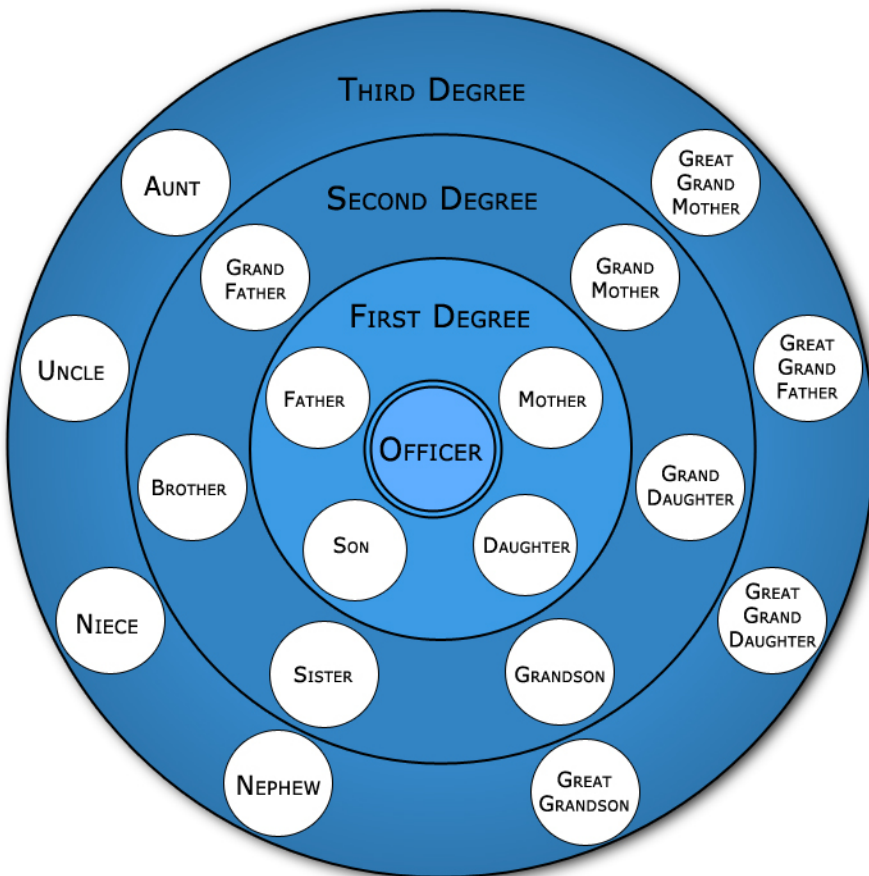 Third Degree
Aunt
Great
Grand
Mother
Second Degree
Grand
Father
Grand
Mother
First Degree
Uncle
Great
Grand
Father
Father
Mother
Officer
Brother
Grand
Daughter
Son
Daughter
Niece
Great
Grand
Daughter
Sister
Grandson
Nephew
Great
Grandson